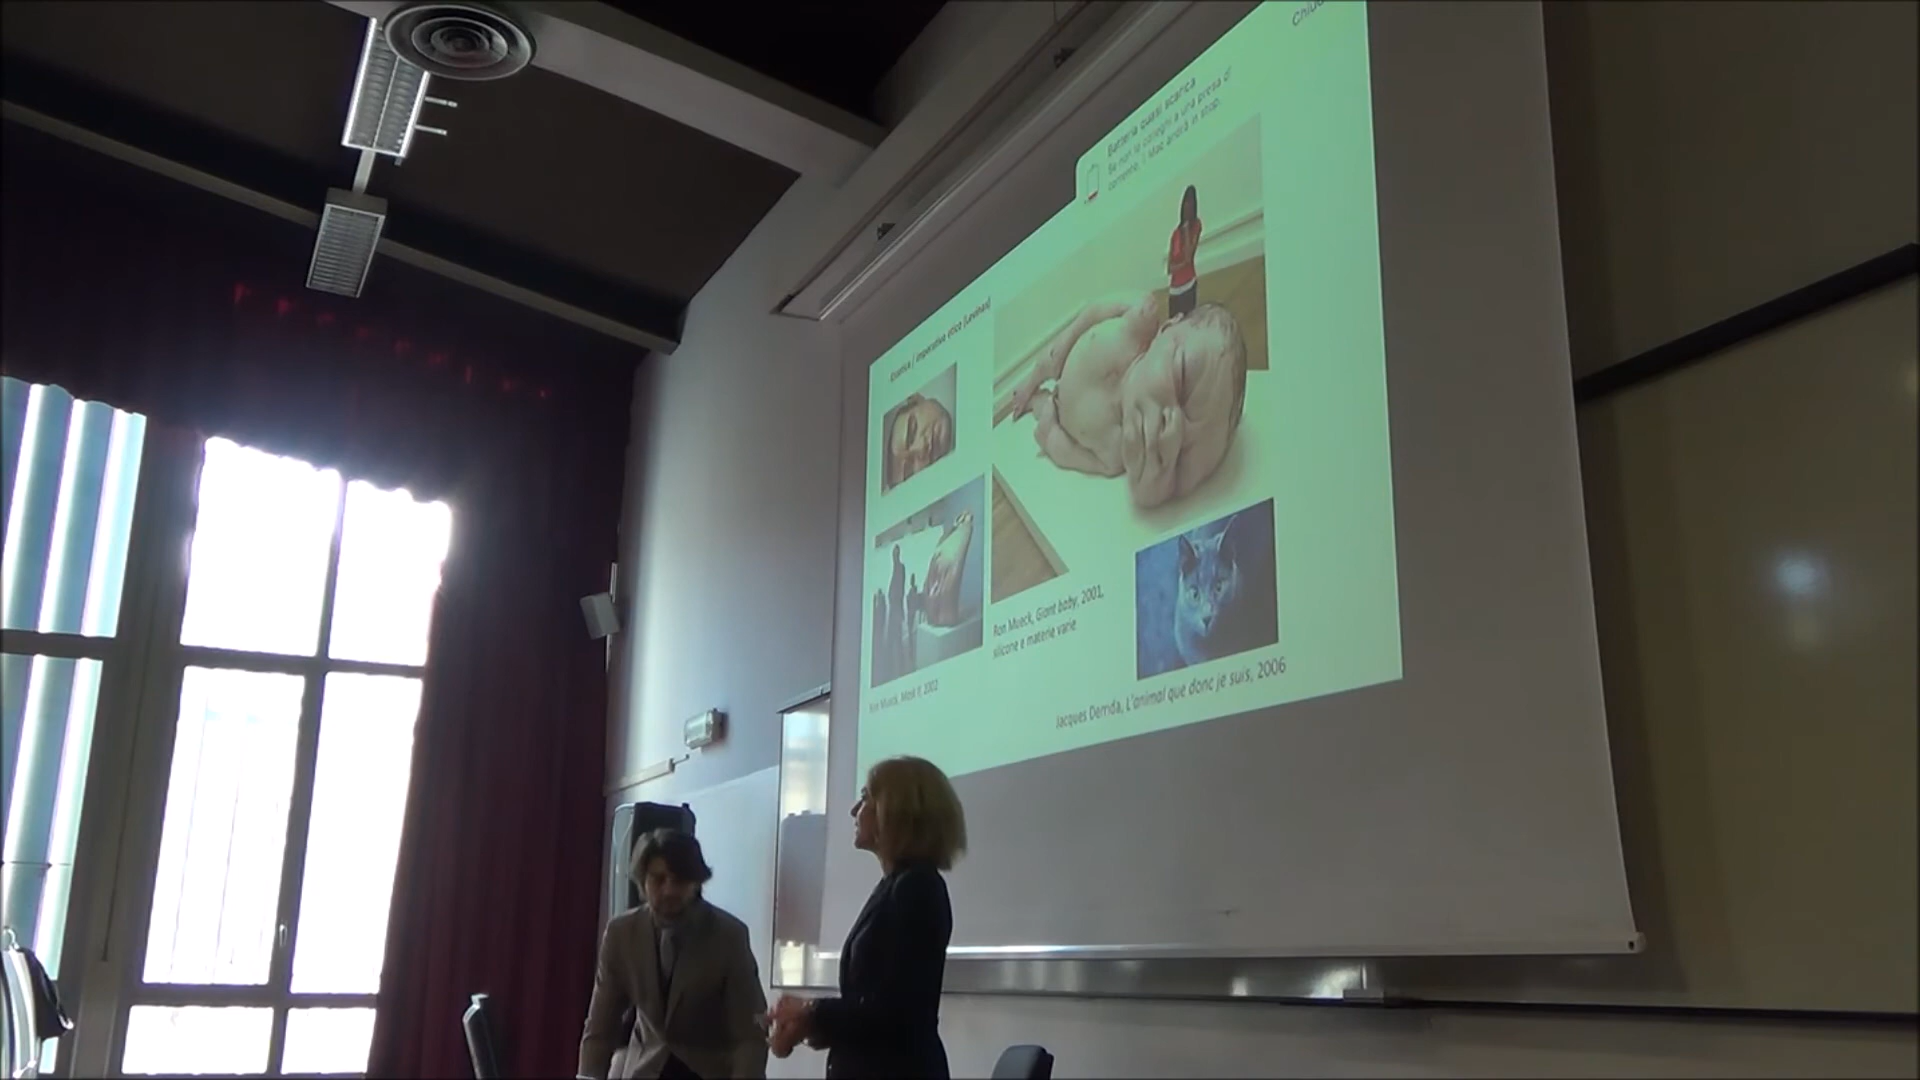 Chiud
Batteria quasi scarica
Se non lo colleghi a una presa di
corrente, il Mac andrà in stop.
imperativo etico (Levinas)
Ron Mueck, Giant baby, 2001,
silicone e materie varie
Ron Mueck, Mask II, 2002
Jacques Derrida, L'animal que donc je suis, 2006